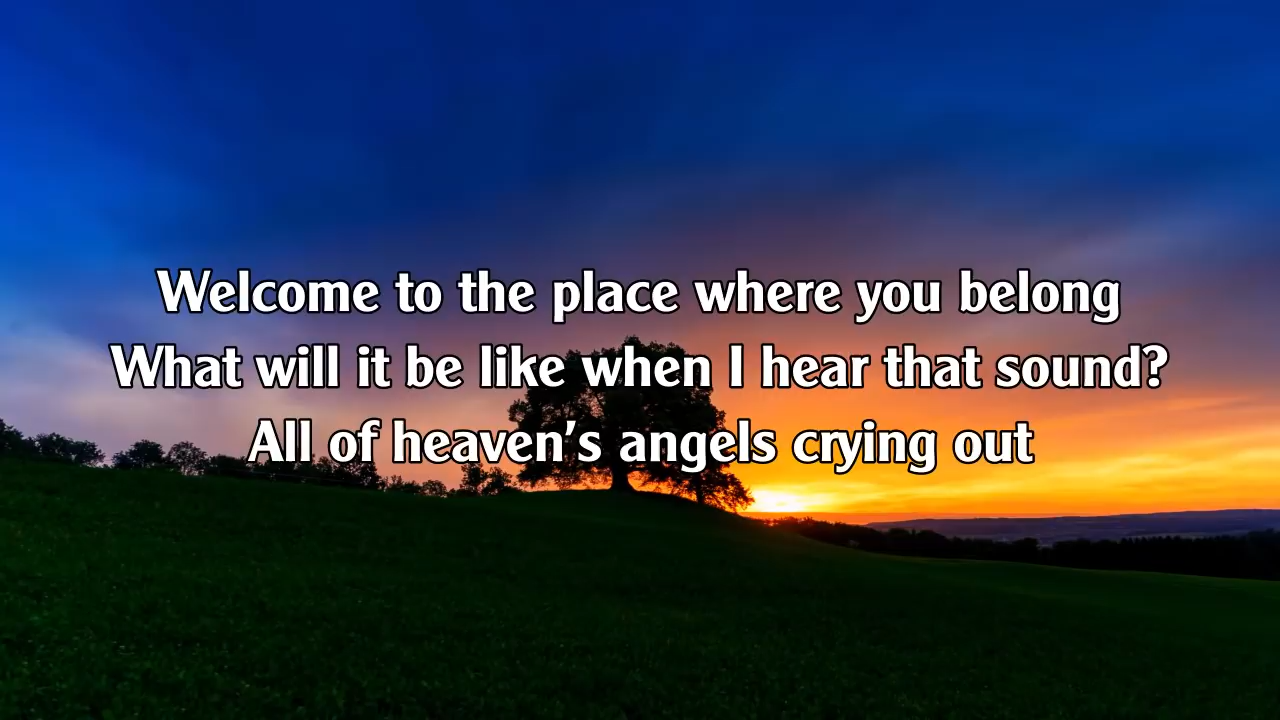 Welcome to the place where you belong
What will it be like when I hear that sound?
All of heaven's angels crying out